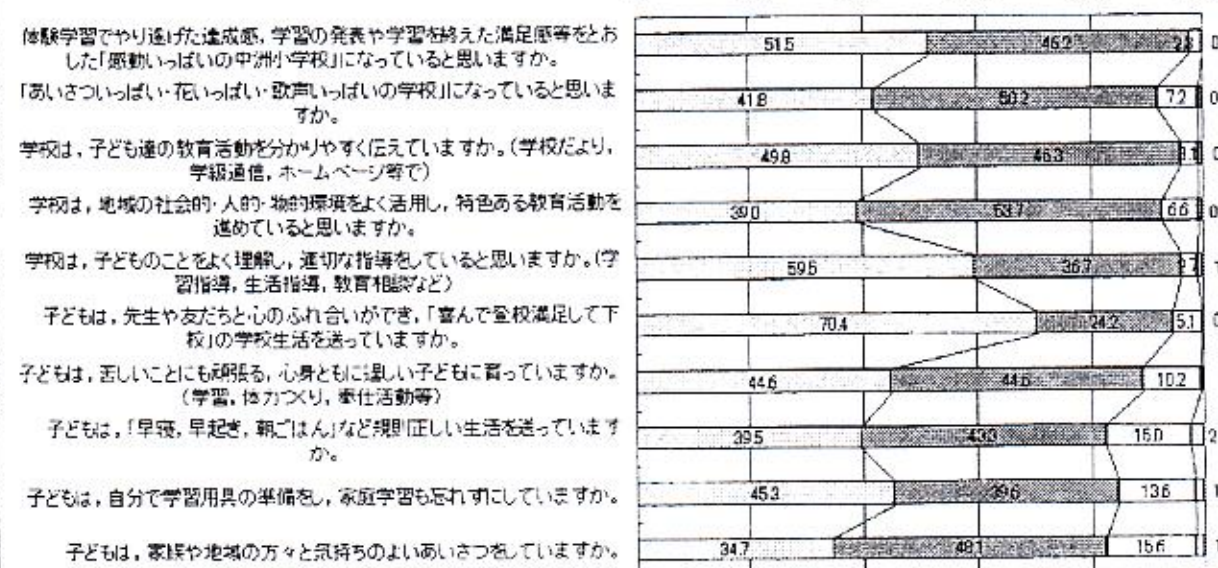 体験学習でやり遂げた達成感，学習の発表や学習を終えた満足感等をとお
した「感動いっぱいの中洲小学校」になっていると思いますか。
51.5 46.2 2.3 0
「あいさついっぱい・花いっぱい・歌声いっぱいの学校」になっていると思いま
すか。
41.8 50.2 7.2 0
学校は，子ども達の教育活動を分かりやすく伝えていますか。(学校だより，
学級通信，ホームページ等で)
49.8 46.3 3.1 0
学校は，地域の社会的・人的・物的環境をよく活用し，特色ある教育活動を
進めていると思いますか。
39.0 53.7 6.6 0
学校は，子どものことをよく理解し，適切な指導をしていると思いますか。(学
習指導，生活指導，教育相談など)
59.5 36.7 2.7 1
子どもは，先生や友だちと心のふれ合いができ，「喜んで登校満足して下
校」の学校生活を送っていますか。
70.4 24.2 5.1 0
子どもは，苦しいことにも頑張る，心身ともに逞しい子どもに育っていますか。
(学習，体力つくり，奉仕活動等)
44.6 44.6 10.2
子どもは，「早寝，早起き，朝ごはん」など規則正しい生活を送っています
か。
39.5 15.0 2
子どもは，自分で学習用具の準備をし，家庭学習も忘れずにしていますか。
45.3 39.6 13.6 1
子どもは，家族や地域の方々と気持ちのよいあいさつをしていますか。
34.7 48.1 15.6 1